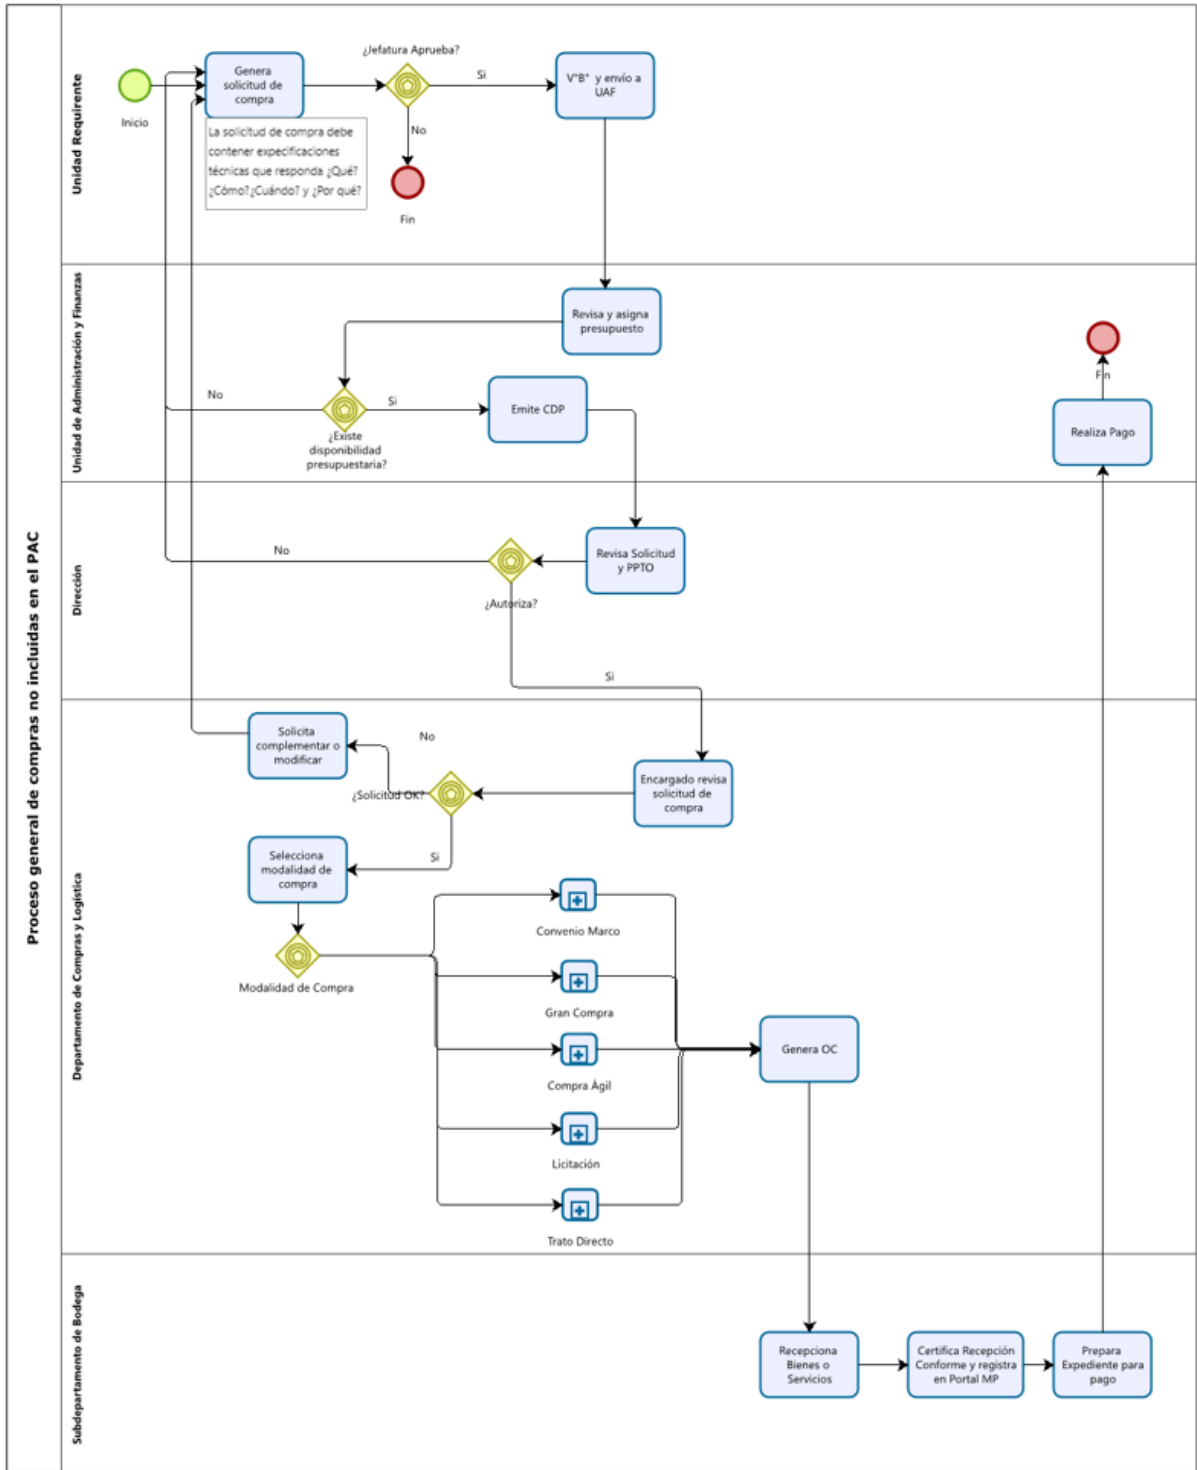 Proceso general de compras no incluidas en el PAC
Unidad Requirente
Inicio
Genera
solicitud de
compra
La solicitud de compra debe
contener expecificaciones
técnicas que responda ¿Qué?
¿Cómo?¿Cuándo? y ¿Por qué?
¿Jefatura Aprueba?
Si
No
Fin
V°B° y envío a
UAF
Unidad de Administración y Finanzas
Revisa y asigna
presupuesto
No
¿Existe
disponibilidad
presupuestaria?
Si
Emite CDP
Fin
Realiza Pago
Dirección
Revisa Solicitud
y PPTO
¿Autoriza?
No
Si
Departamento de Compras y Logística
Encargado revisa
solicitud de
compra
¿Solicitud OK?
No
Solicita
complementar o
modificar
Si
Selecciona
modalidad de
compra
Modalidad de Compra
Convenio Marco
Gran Compra
Compra Ágil
Licitación
Trato Directo
Genera OC
Subdepartamento de Bodega
Recepciona
Bienes o
Servicios
Certifica Recepción
Conforme y registra
en Portal MP
Prepara
Expediente para
pago